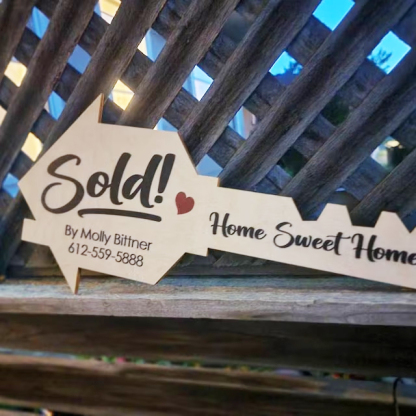 Sold!
By Molly Bittner
612-559-5888
Home Sweet Home